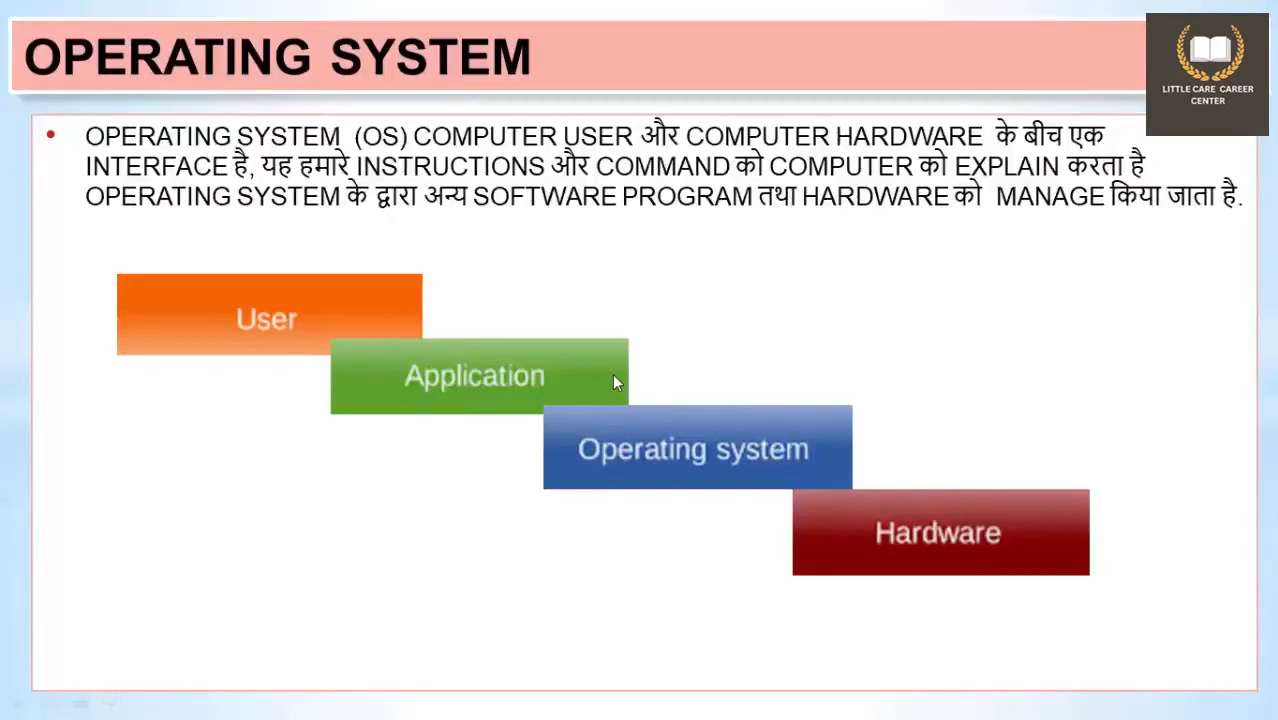 OPERATING SYSTEM
LITTLE CARE CAREER
CENTER
• OPERATING SYSTEM (OS) COMPUTER USER और COMPUTER HARDWARE के बीच एक
INTERFACE है, यह हमारे INSTRUCTIONS और COMMAND को COMPUTER को EXPLAIN करता है
OPERATING SYSTEM के द्वारा अन्य SOFTWARE PROGRAM तथा HARDWARE को MANAGE किया जाता है.
User
Application
Operating system
Hardware